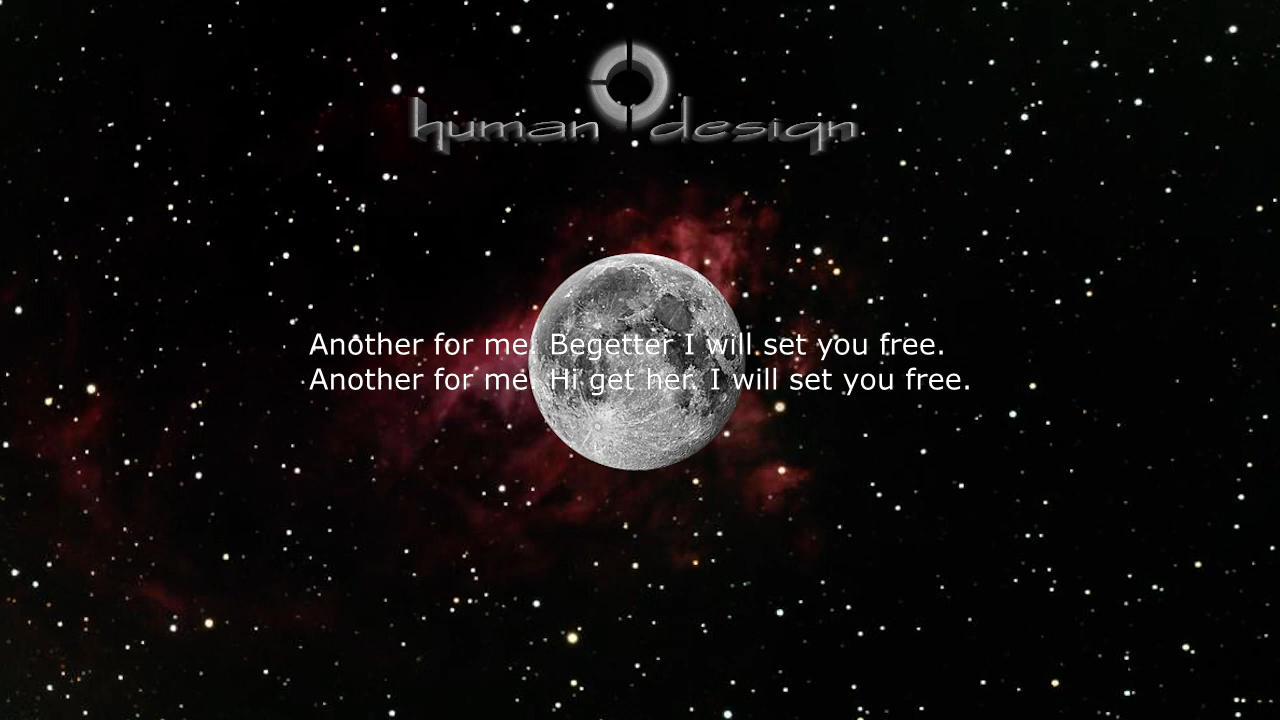 human design
Another for me. Begetter I will set you free.
Another for me. Hi get her. I will set you free.